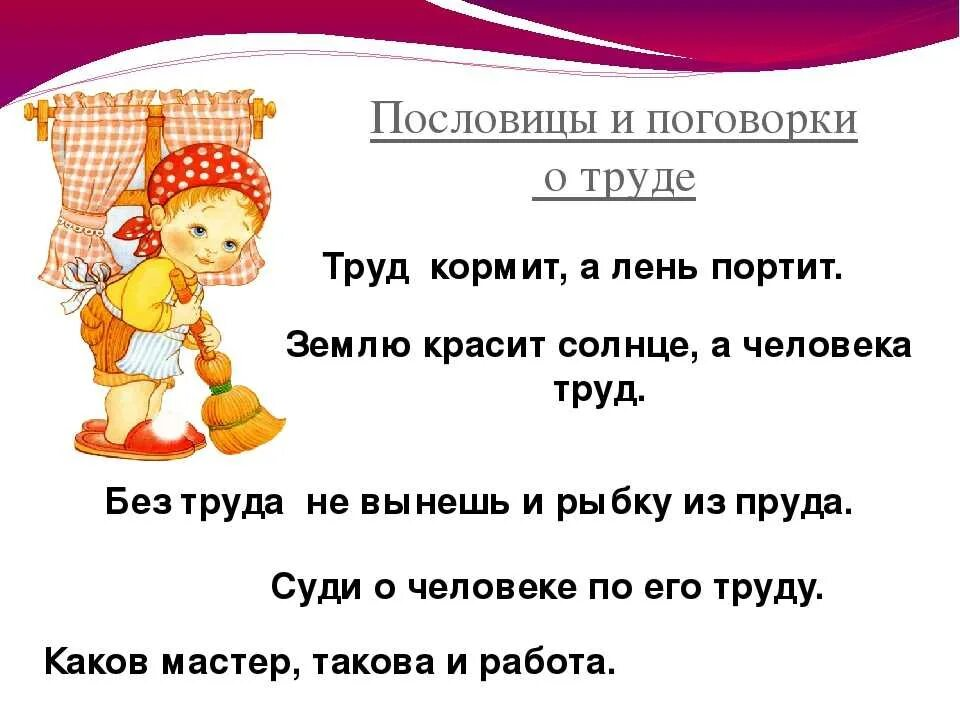 Пословицы и поговорки
о труде
Труд кормит, а лень портит.
Землю красит солнце, а человека
труд.
Без труда не вынешь и рыбку из пруда.
Суди о человеке по его труду.
Каков мастер, такова и работа.